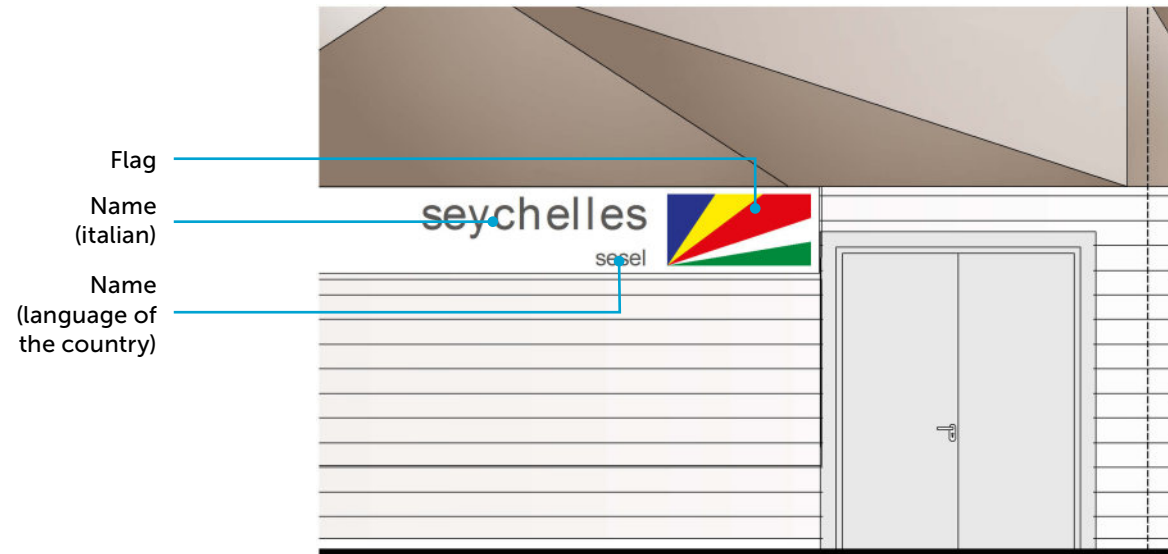 Flag
Name
(italian)
Name
(language of
the country)
seychelles
sesel